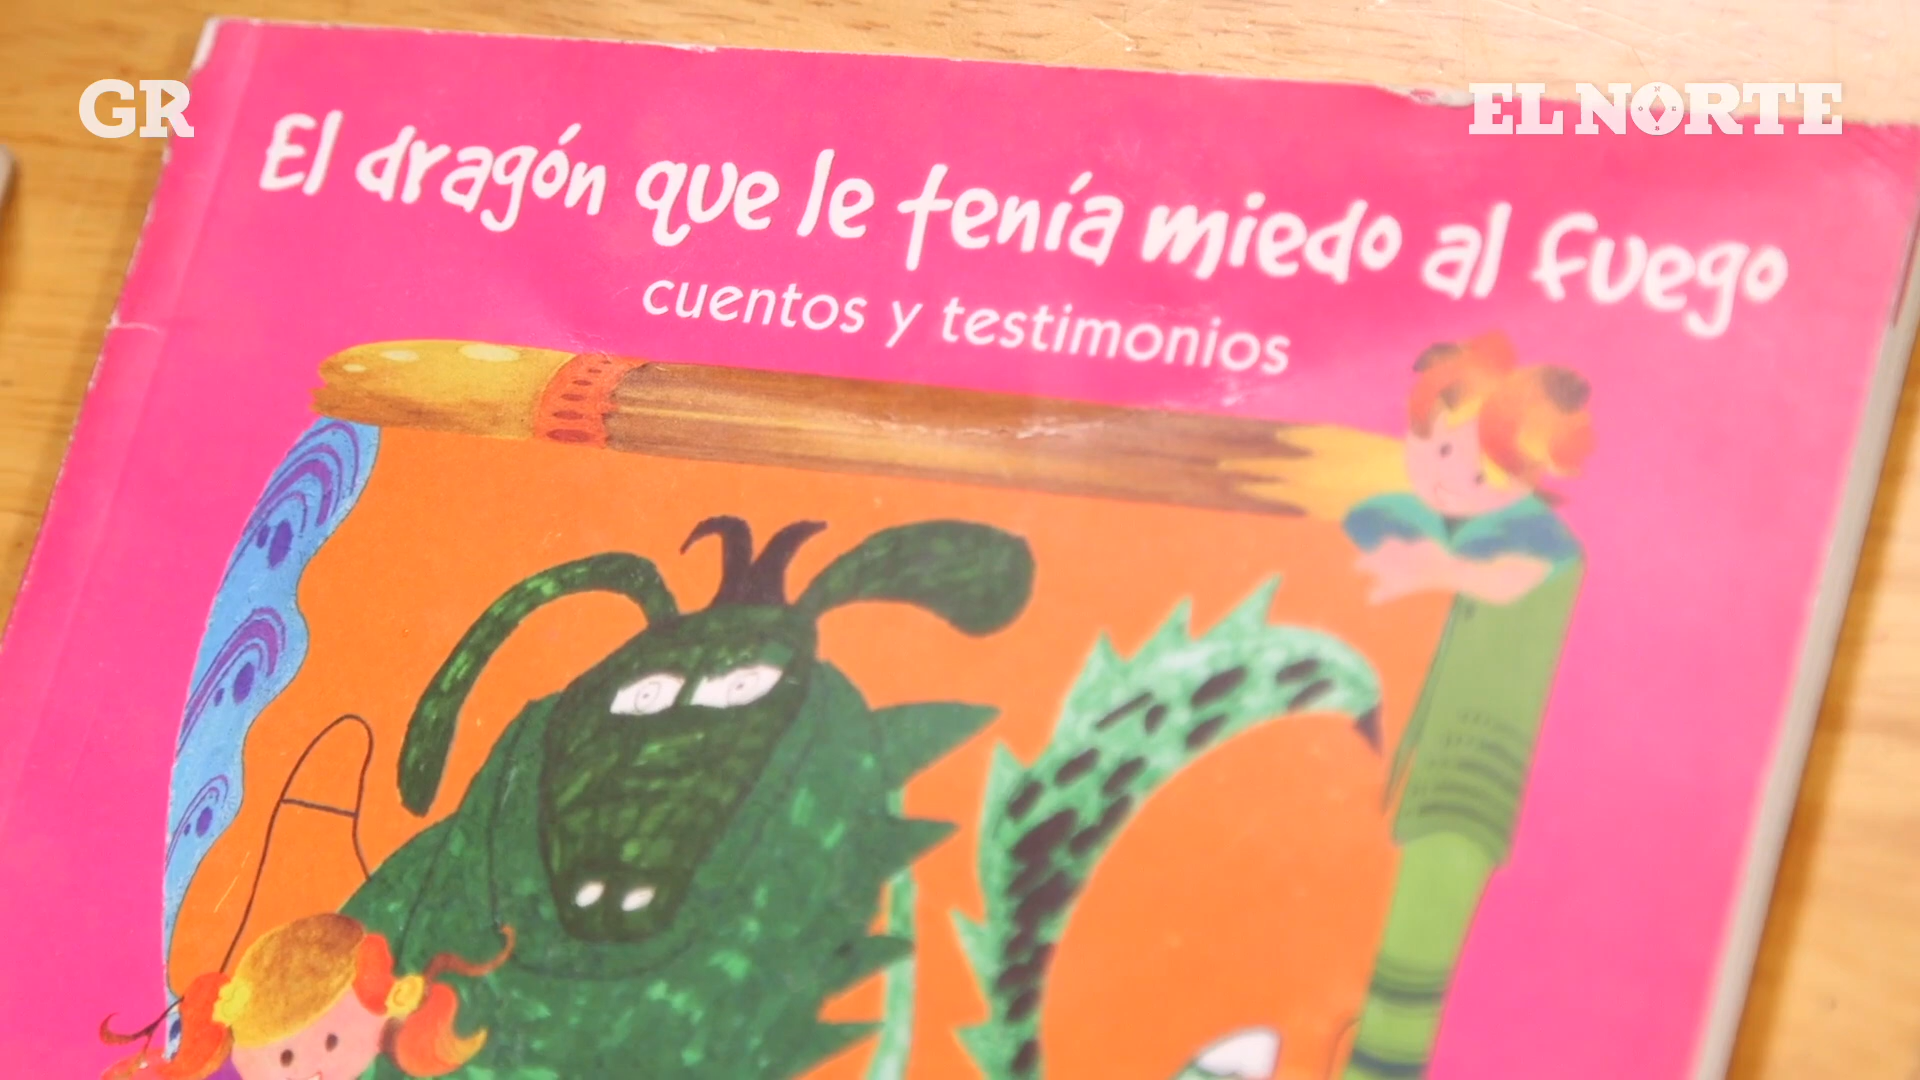 GR
EL NORTE
El dragón que le tenía miedo al fuego
cuentos y testimonios